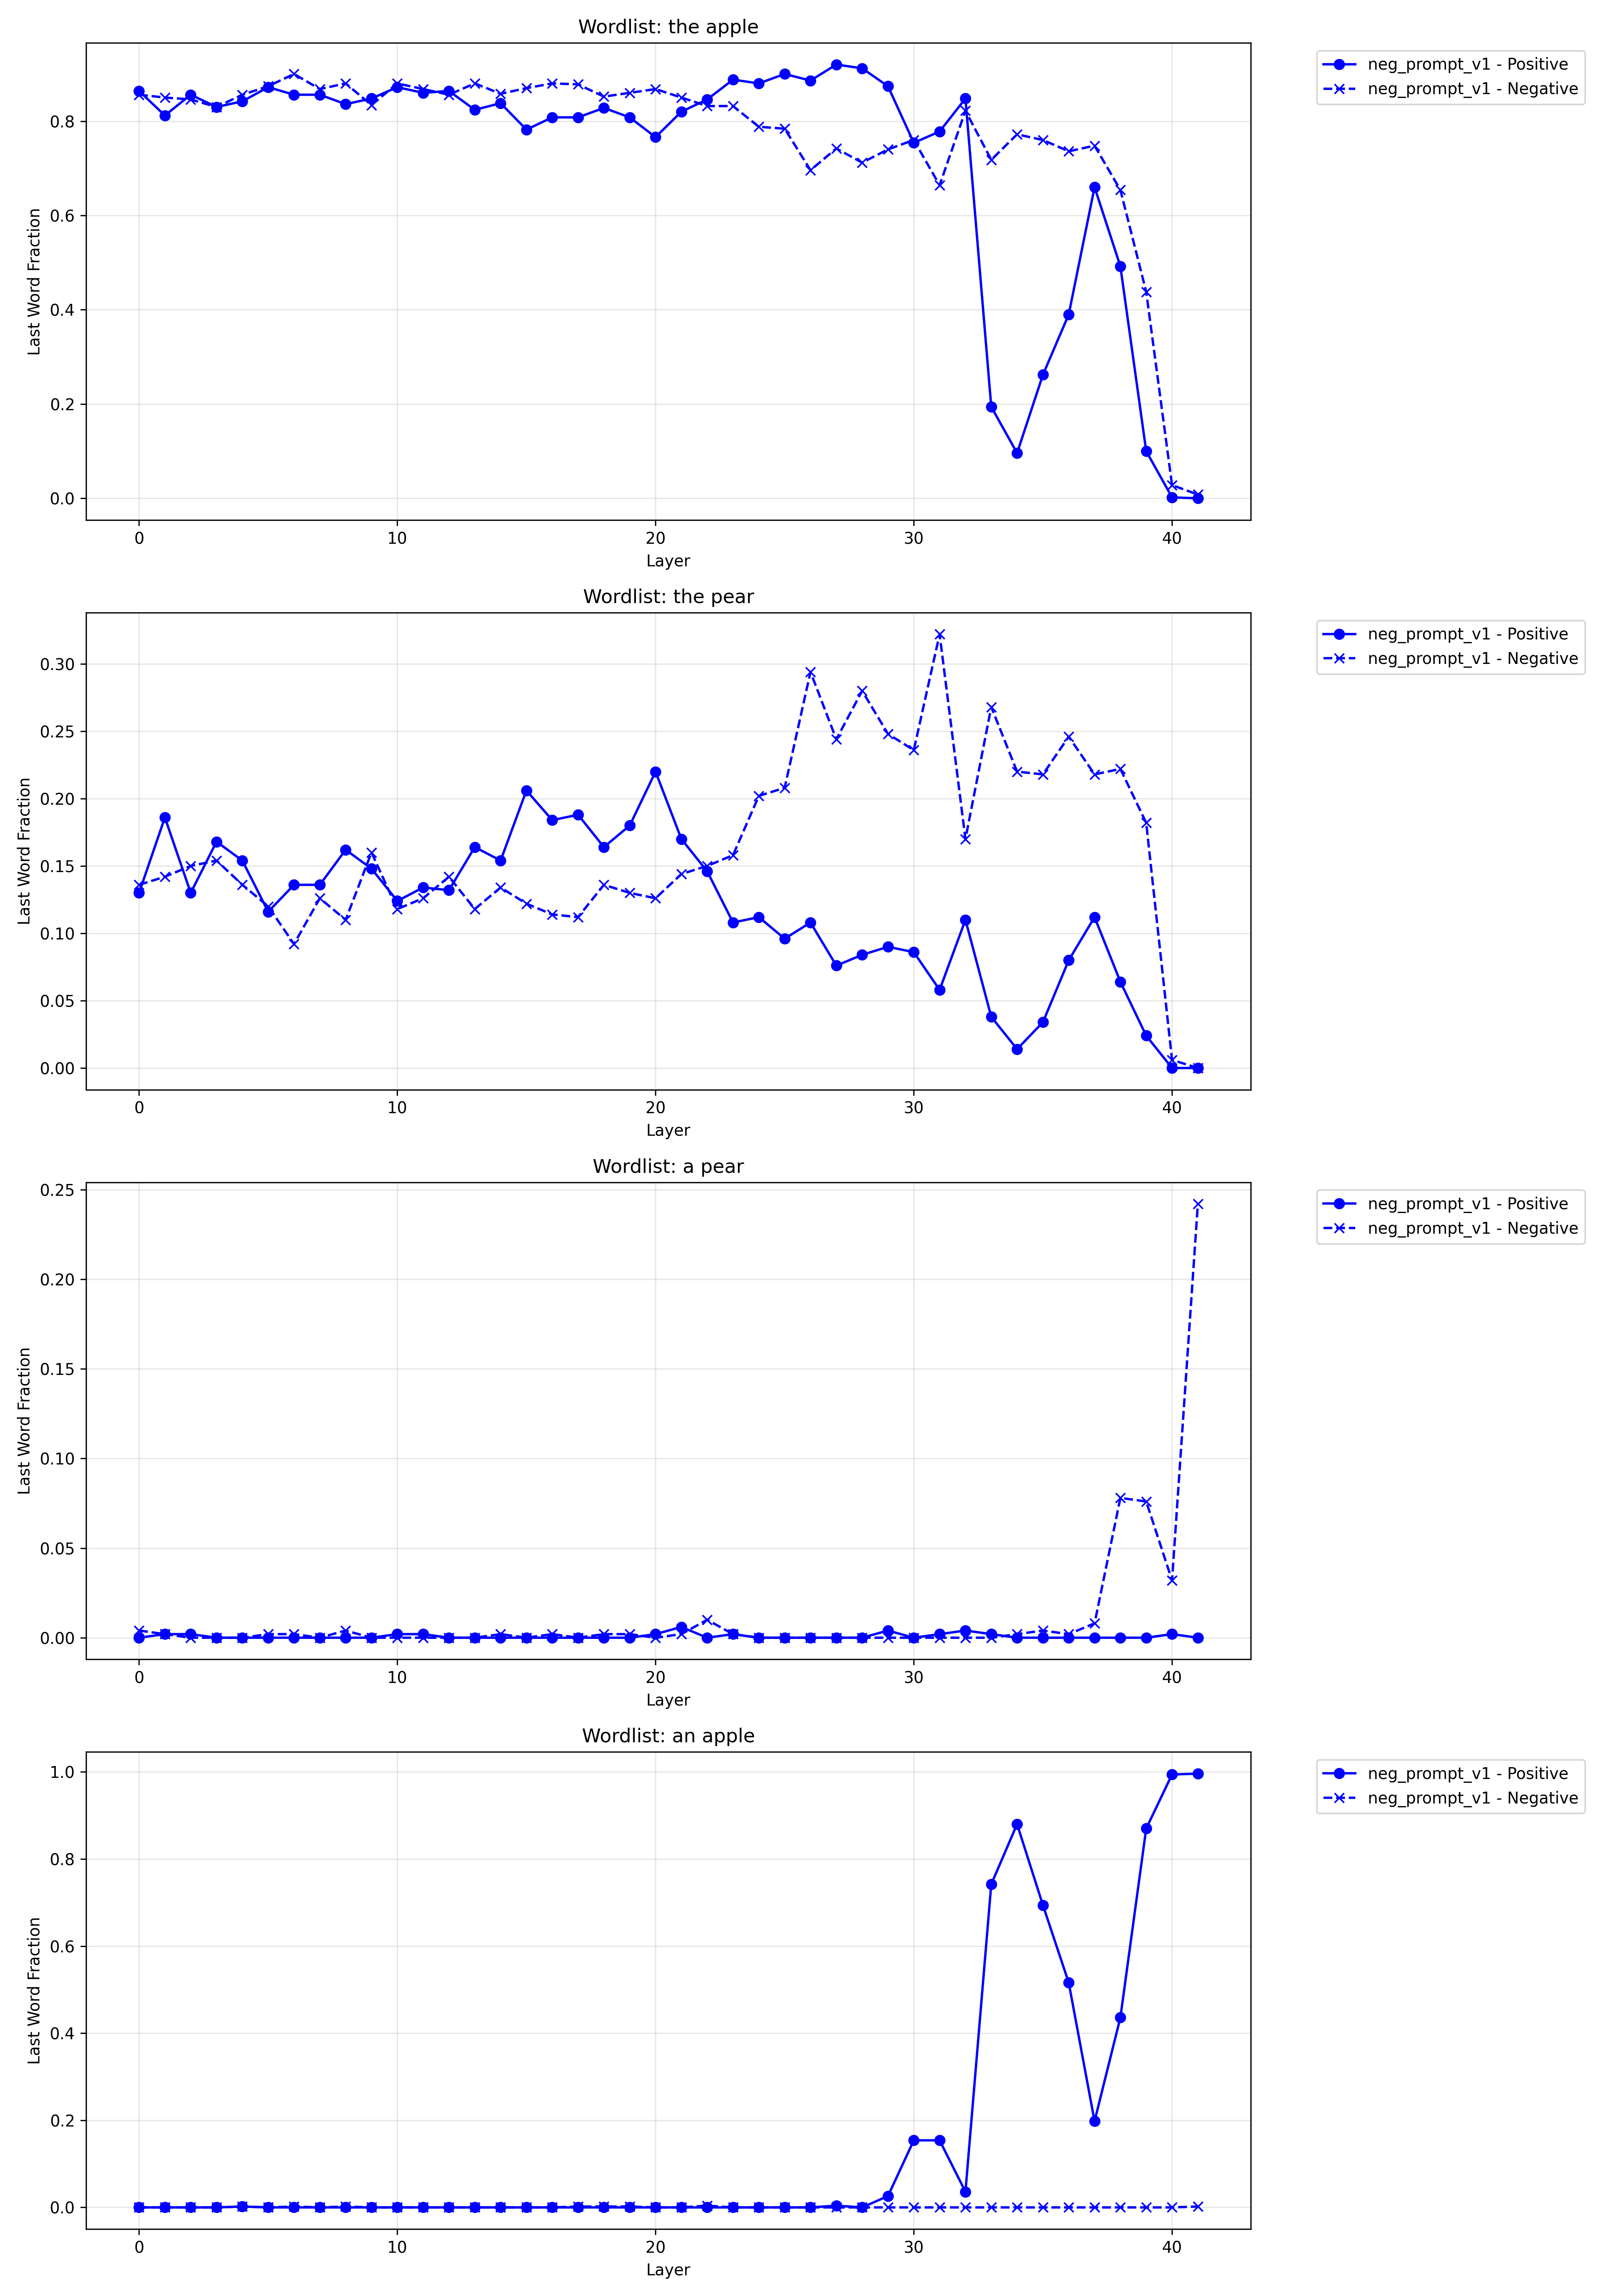 Wordlist: the apple
neg_prompt_v1 - Positive
neg_prompt_v1 - Negative
Last Word Fraction
0.8
0.6
0.4
0.2
0.0
0 10 20 30 40
Layer
Wordlist: the pear
neg_prompt_v1 - Positive
neg_prompt_v1 - Negative
Last Word Fraction
0.30
0.25
0.20
0.15
0.10
0.05
0.00
0 10 20 30 40
Layer
Wordlist: a pear
neg_prompt_v1 - Positive
neg_prompt_v1 - Negative
Last Word Fraction
0.25
0.20
0.15
0.10
0.05
0.00
0 10 20 30 40
Layer
Wordlist: an apple
neg_prompt_v1 - Positive
neg_prompt_v1 - Negative
Last Word Fraction
1.0
0.8
0.6
0.4
0.2
0.0
0 10 20 30 40
Layer